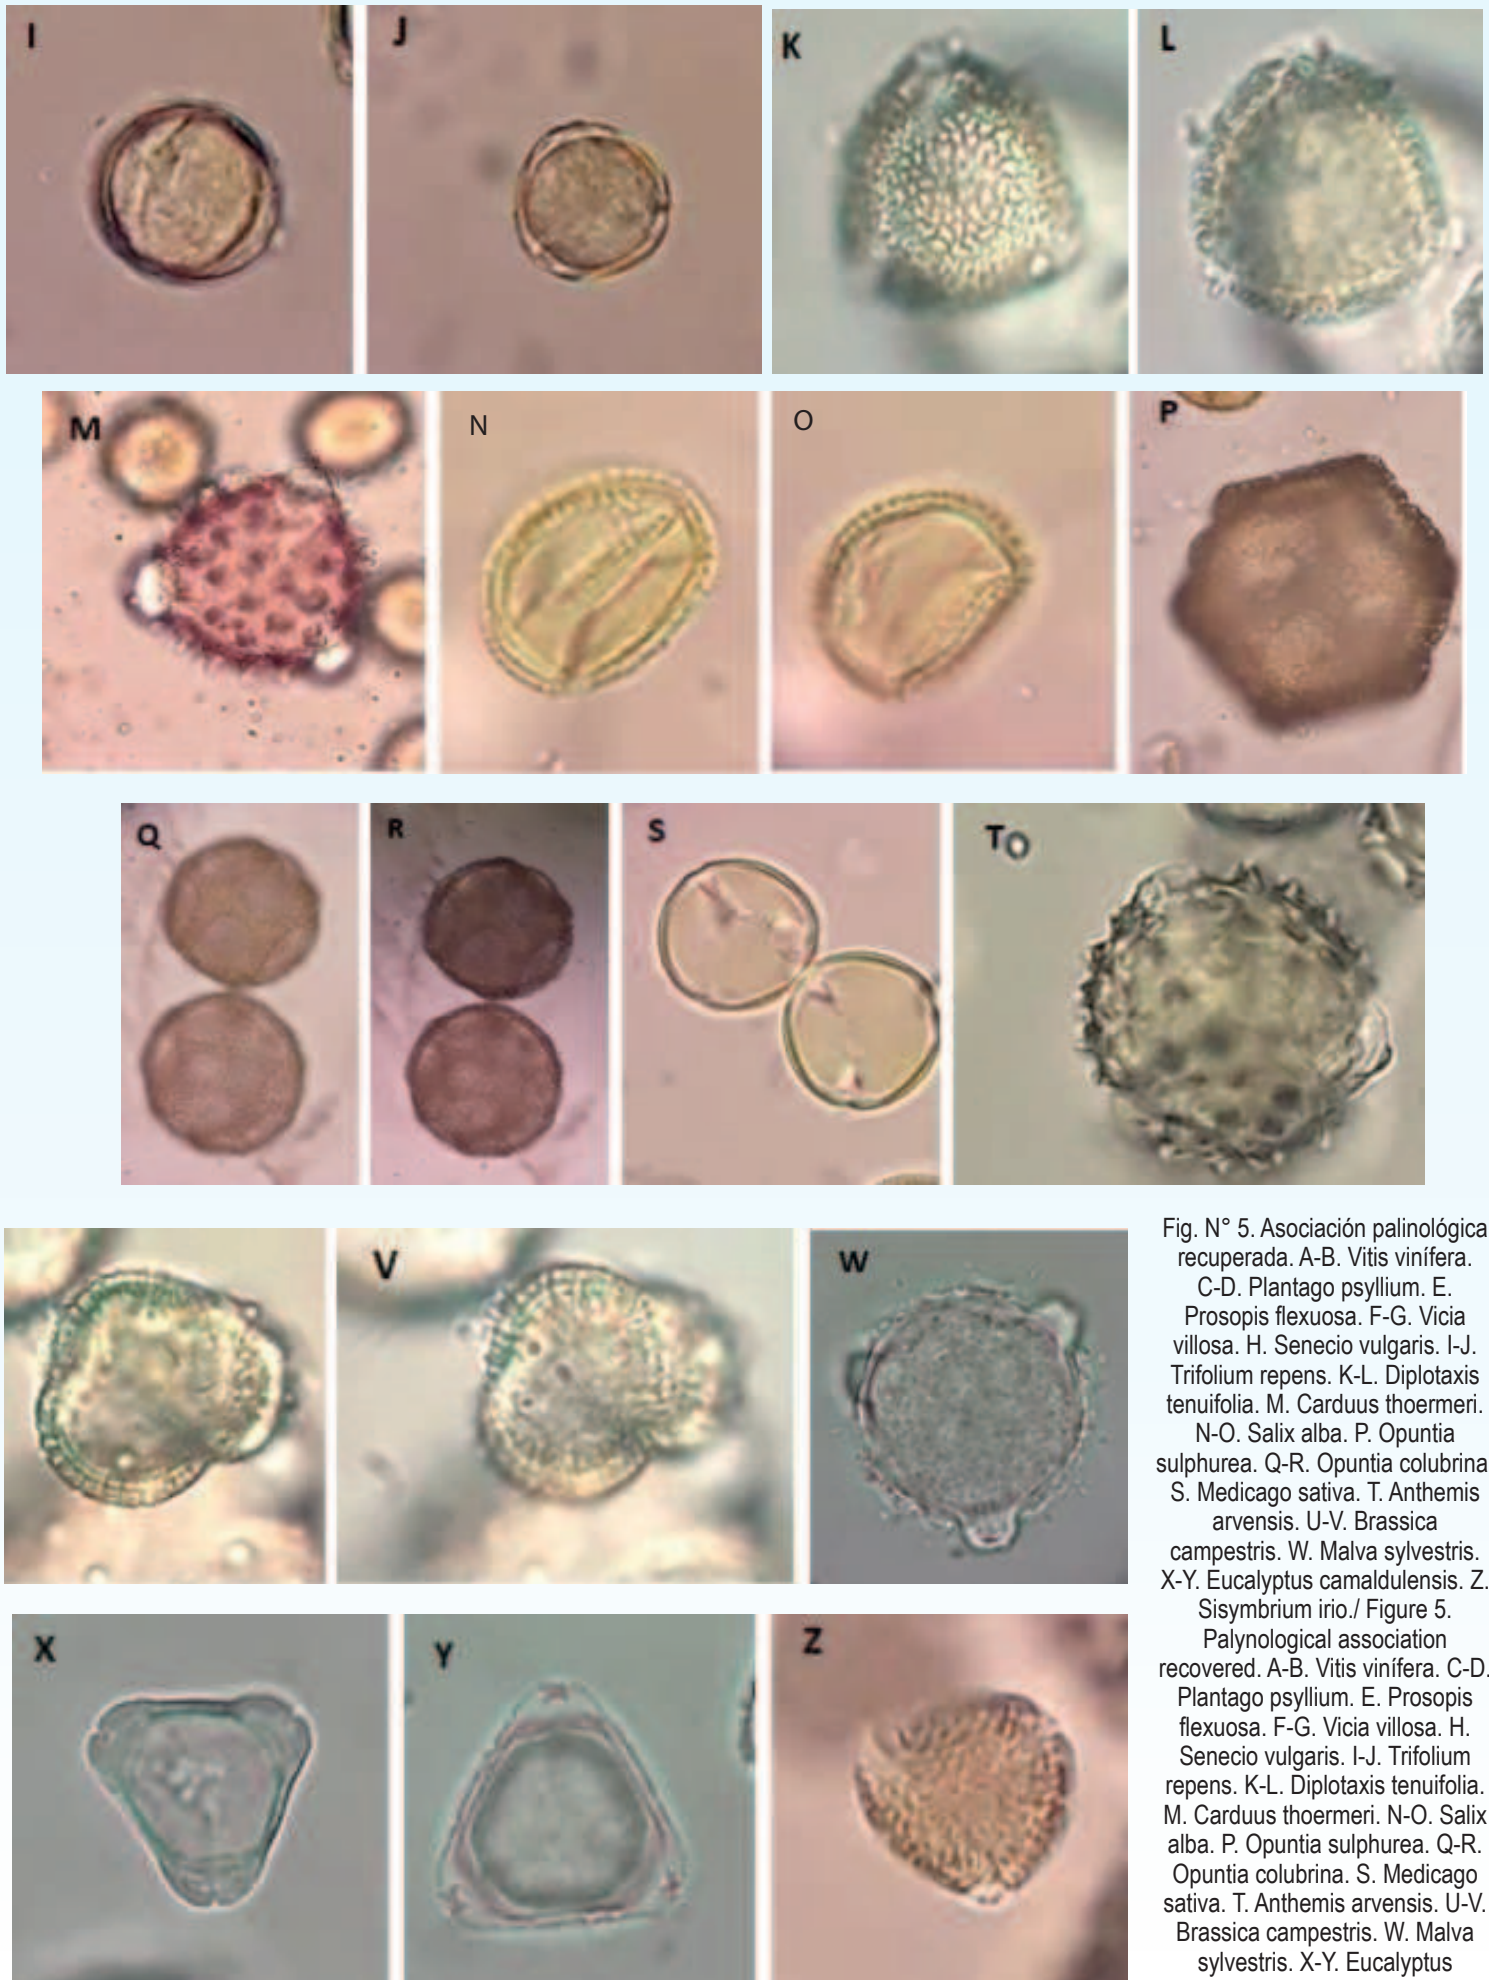 I
J
K
L
M
N
O
P
Q
R
S
T
V
W
X
Y
Z
Fig. N° 5. Asociación palinológica
recuperada. A-B. Vitis vinífera.
C-D. Plantago psyllium. E.
Prosopis flexuosa. F-G. Vicia
villosa. H. Senecio vulgaris. I-J.
Trifolium repens. K-L. Diplotaxis
tenuifolia. M. Carduus thoermeri.
N-O. Salix alba. P. Opuntia
sulphurea. Q-R. Opuntia colubrina
S. Medicago sativa. T. Anthemis
arvensis. U-V. Brassica
campestris. W. Malva sylvestris.
X-Y. Eucalyptus camaldulensis. Z.
Sisymbrium irio./ Figure 5.
Palynological association
recovered. A-B. Vitis vinífera. C-D.
Plantago psyllium. E. Prosopis
flexuosa. F-G. Vicia villosa. H.
Senecio vulgaris. I-J. Trifolium
repens. K-L. Diplotaxis tenuifolia.
M. Carduus thoermeri. N-O. Salix
alba. P. Opuntia sulphurea. Q-R.
Opuntia colubrina. S. Medicago
sativa. T. Anthemis arvensis. U-V.
Brassica campestris. W. Malva
sylvestris. X-Y. Eucalyptus